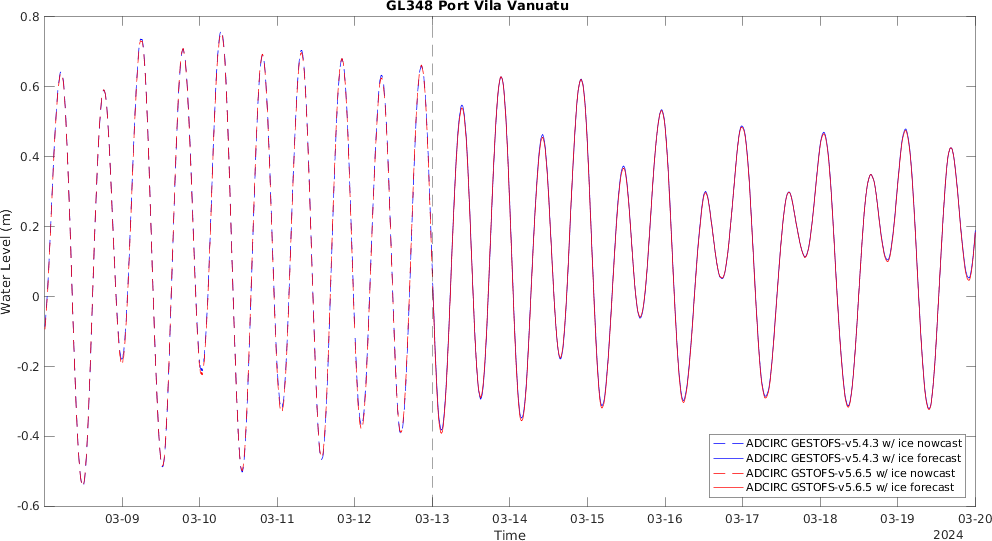 GL348 Port Vila Vanuatu
Water Level (m)
0.8
0.6
0.4
0.2
0
-0.2
-0.4
-0.6
ADCIRC GESTOFS-v5.4.3 w/ ice nowcast
ADCIRC GESTOFS-v5.4.3 w/ ice forecast
ADCIRC GSTOFS-v5.6.5 w/ ice nowcast
ADCIRC GSTOFS-v5.6.5 w/ ice forecast
03-09 03-10 03-11 03-12 03-13 03-14 03-15 03-16 03-17 03-18 03-19 03-20
Time
2024